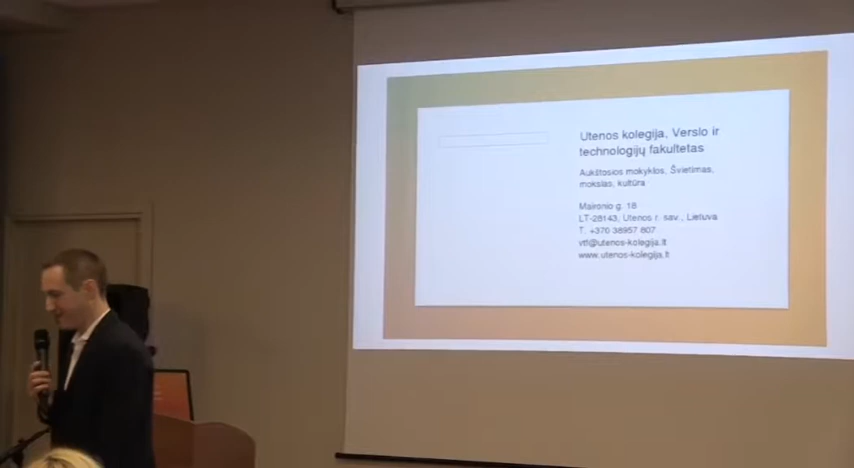 Utenos kolegija, Verslo ir
technologijų fakultetas
Aukštosios mokyklos, Švietimas,
mokslas, kultūra
Maironio g. 18
LT-28143, Utenos r. sav., Lietuva
T. +370 38957 807
vtf@utenos-kolegija.lt
www.utenos-kolegija.lt